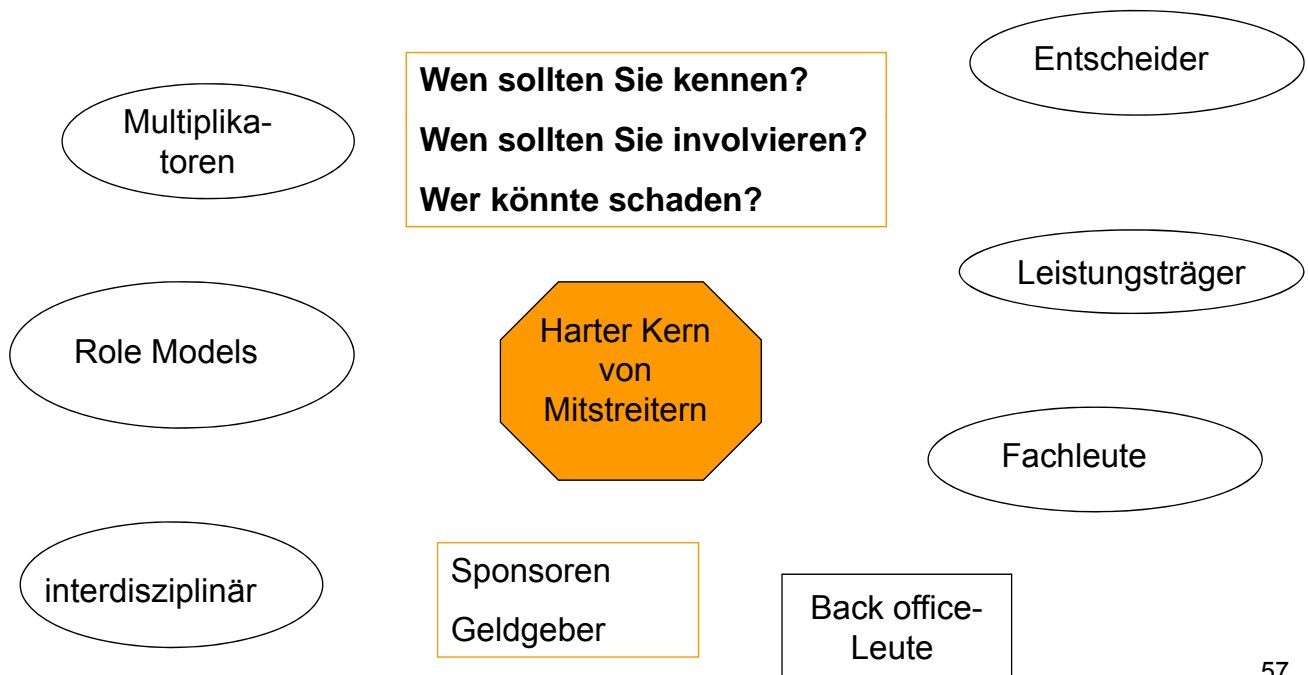 Wen sollten Sie kennen?
Wen sollten Sie involvieren?
Wer könnte schaden?
Entscheider
Multiplika-
toren
Leistungsträger
Role Models
Harter Kern
von
Mitstreitern
Fachleute
interdisziplinär
Sponsoren
Geldgeber
Back office-
Leute
57